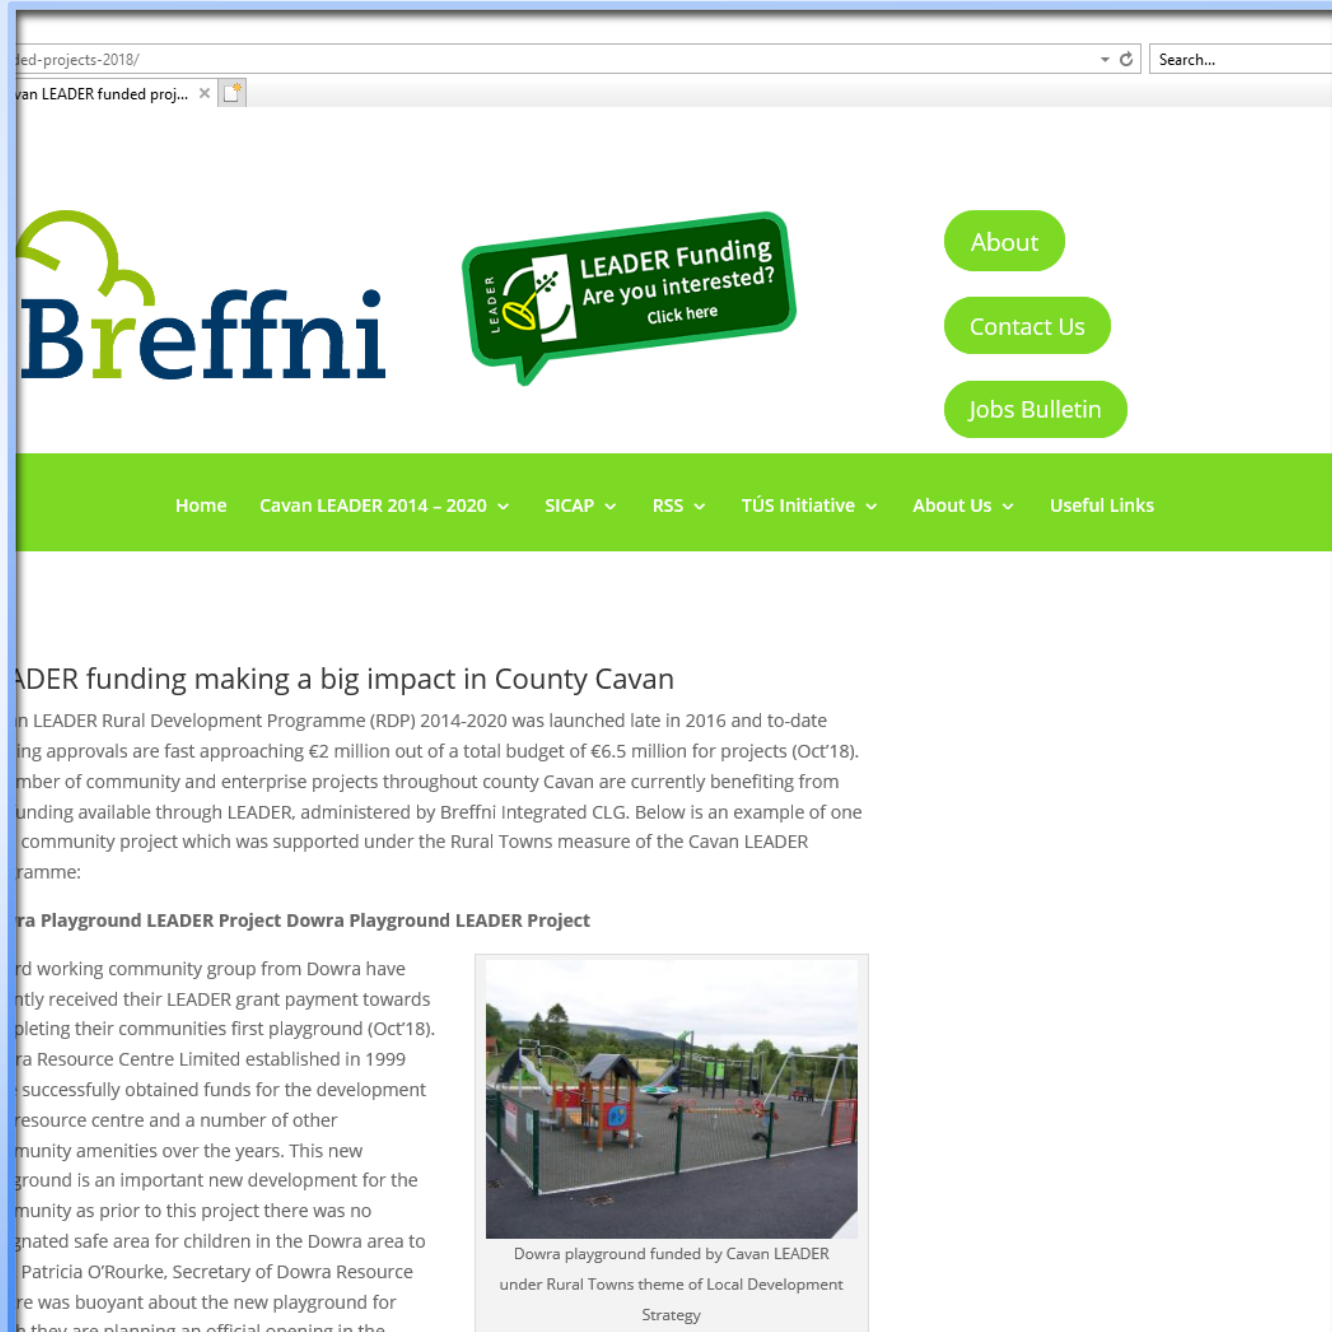 ded-projects-2018/
Search...
van LEADER funded proj...
Breffni
LEADER
LEADER Funding
Are you interested?
Click here
About
Contact Us
Jobs Bulletin
Home Cavan LEADER 2014 – 2020 SICAP RSS TÚS Initiative About Us Useful Links
ADER funding making a big impact in County Cavan
n LEADER Rural Development Programme (RDP) 2014-2020 was launched late in 2016 and to-date
ing approvals are fast approaching €2 million out of a total budget of €6.5 million for projects (Oct'18).
mber of community and enterprise projects throughout county Cavan are currently benefiting from
unding available through LEADER, administered by Breffni Integrated CLG. Below is an example of one
community project which was supported under the Rural Towns measure of the Cavan LEADER
ramme:
ra Playground LEADER Project Dowra Playground LEADER Project
rd working community group from Dowra have
ntly received their LEADER grant payment towards
pleting their communities first playground (Oct'18).
ra Resource Centre Limited established in 1999
successfully obtained funds for the development
resource centre and a number of other
munity amenities over the years. This new
ground is an important new development for the
munity as prior to this project there was no
gnated safe area for children in the Dowra area to
Patricia O'Rourke, Secretary of Dowra Resource
re was buoyant about the new playground for
h they are planning an official opening in the
Dowra playground funded by Cavan LEADER
under Rural Towns theme of Local Development
Strategy